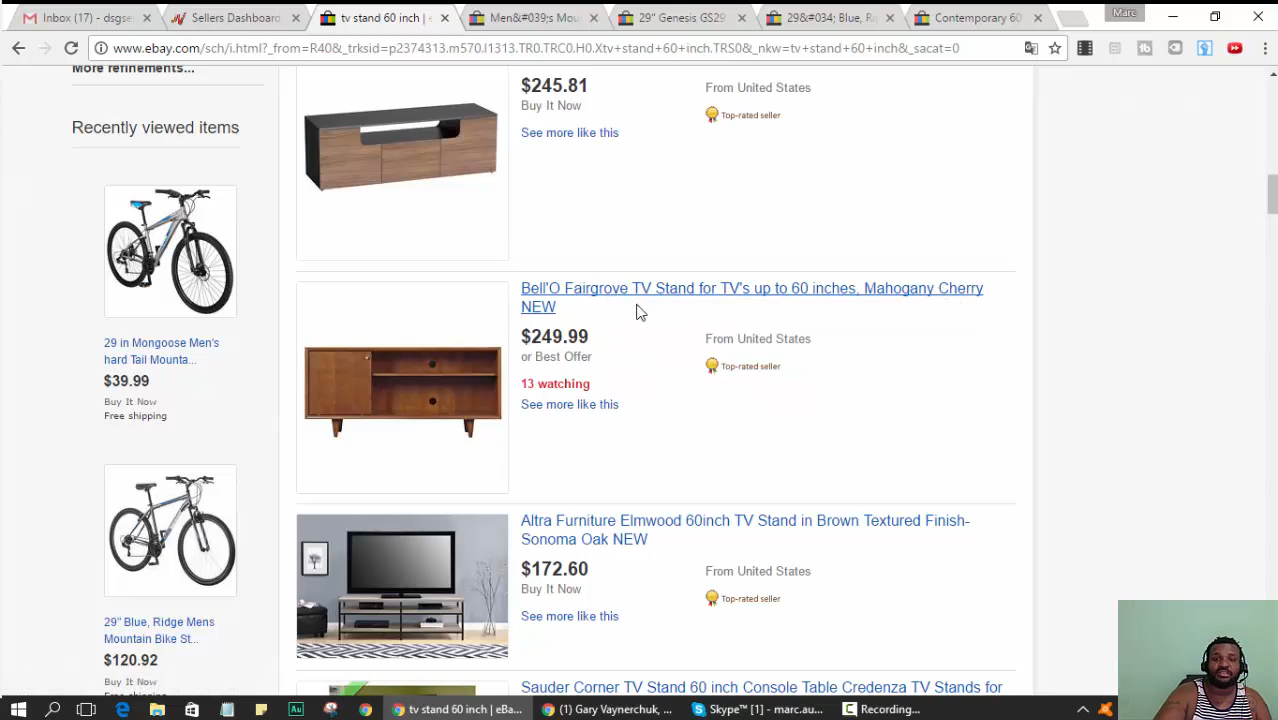 Inbox (17) - dsgse
Sellers Dashboard
tv stand 60 inch | e
Men&#039;s Mou
29" Genesis GS29
29&#034; Blue, Ri
Contemporary 60
Marc
www.ebay.com/sch/i.html?_from=R40&_trksid=p2374313.m570.l1313.TR0.TRC0.H0.Xtv+stand+60+inch.TRS0&_nkw=tv+stand+60+inch&_sacat=0
More refinements...
Recently viewed items
29 in Mongoose Men's
hard Tail Mounta...
$39.99
Buy It Now
Free shipping
29" Blue, Ridge Mens
Mountain Bike St...
$120.92
Free shipping
$245.81
From United States
Buy It Now
Top-rated seller
See more like this
Bell'O Fairgrove TV Stand for TV's up to 60 inches, Mahogany Cherry
NEW
$249.99
From United States
or Best Offer
Top-rated seller
13 watching
See more like this
Altra Furniture Elmwood 60inch TV Stand in Brown Textured Finish-
Sonoma Oak NEW
$172.60
From United States
Buy It Now
Top-rated seller
See more like this
Sauder Corner TV Stand 60 inch Console Table Credenza TV Stands for
tv stand 60 inch | eBa...
(1) Gary Vaynerchuk, ...
Skype™ [1] - marc.au...
Recording...